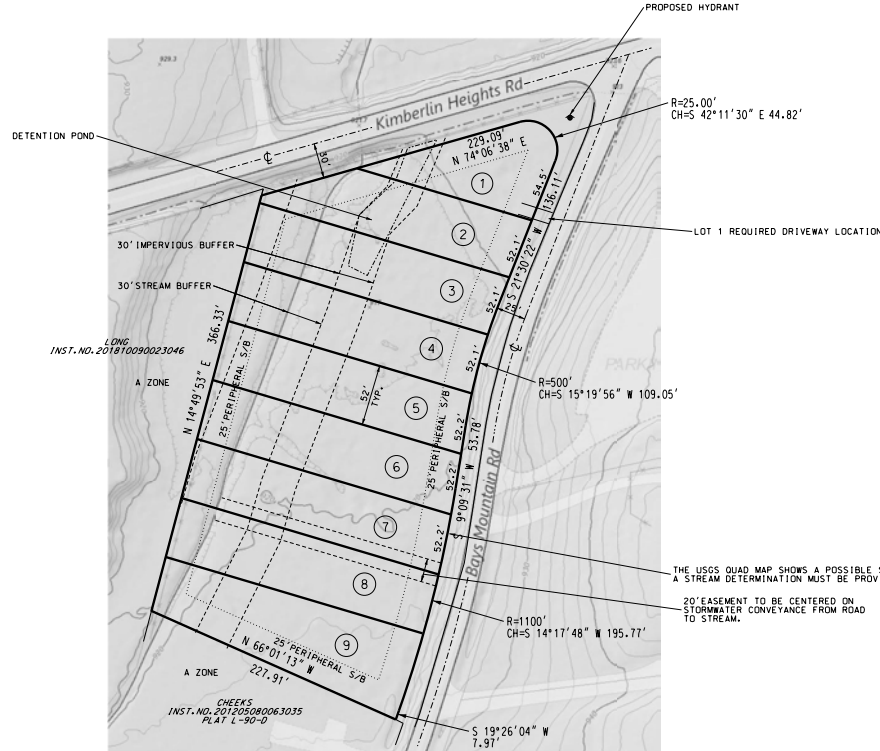 PROPOSED HYDRANT
Kimberlin Heights Rd
R=25.00'
CH=S 42°11'30" E 44.82'
DETENTION POND
℄
30'
229.09'
N 74°06'38" E
1
54.5'
136.11'
LOT 1 REQUIRED DRIVEWAY LOCATION
2
30' IMPERVIOUS BUFFER
52.1'
S 21°30'22" W
3
30' STREAM BUFFER
52.1'
25'
℄
LONG
INST.NO.201810090023046
A ZONE
N 14°49'53" E 366.33'
25' PERIPHERAL S/B
4
52.1'
R=500'
CH=S 15°19'56" W 109.05'
52'
TYP.
5
25' PERIPHERAL S/B
52.2'
S 9°09'31" W 53.78'
6
52.2'
Bays Mountain Rd
7
52.2'
THE USGS QUAD MAP SHOWS A POSSIBLE S
A STREAM DETERMINATION MUST BE PROV
20' EASEMENT TO BE CENTERED ON
STORMWATER CONVEYANCE FROM ROAD
TO STREAM.
8
R=1100'
CH=S 14°17'48" W 195.77'
9
25' PERIPHERAL S/B
N 66°01'13" W
227.91'
A ZONE
CHEEKS
INST.NO.201205080063035
PLAT L-90-D
S 19°26'04" W
7.97'